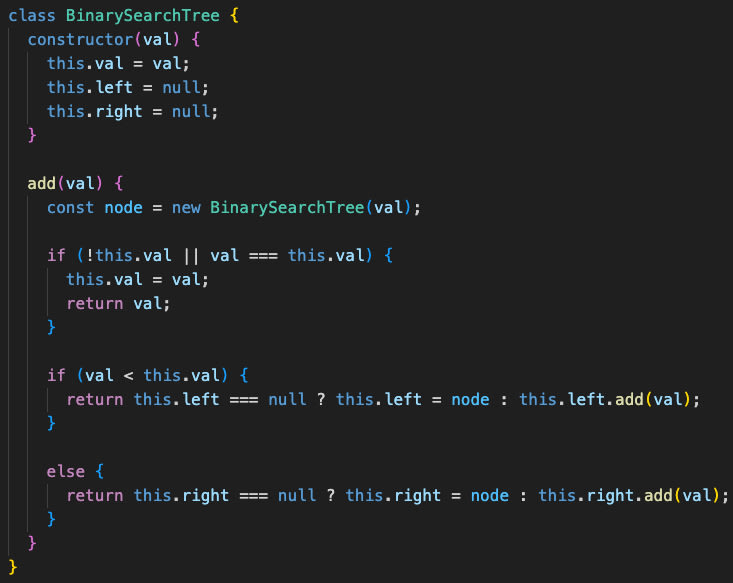 class BinarySearchTree {
  constructor(val) {
    this.val = val;
    this.left = null;
    this.right = null;
  }

  add(val) {
    const node = new BinarySearchTree(val);

    if (!this.val || val === this.val) {
      this.val = val;
      return val;
    }

    if (val < this.val) {
      return this.left === null ? this.left = node : this.left.add(val);
    }

    else {
      return this.right === null ? this.right = node : this.right.add(val);
    }
  }
}